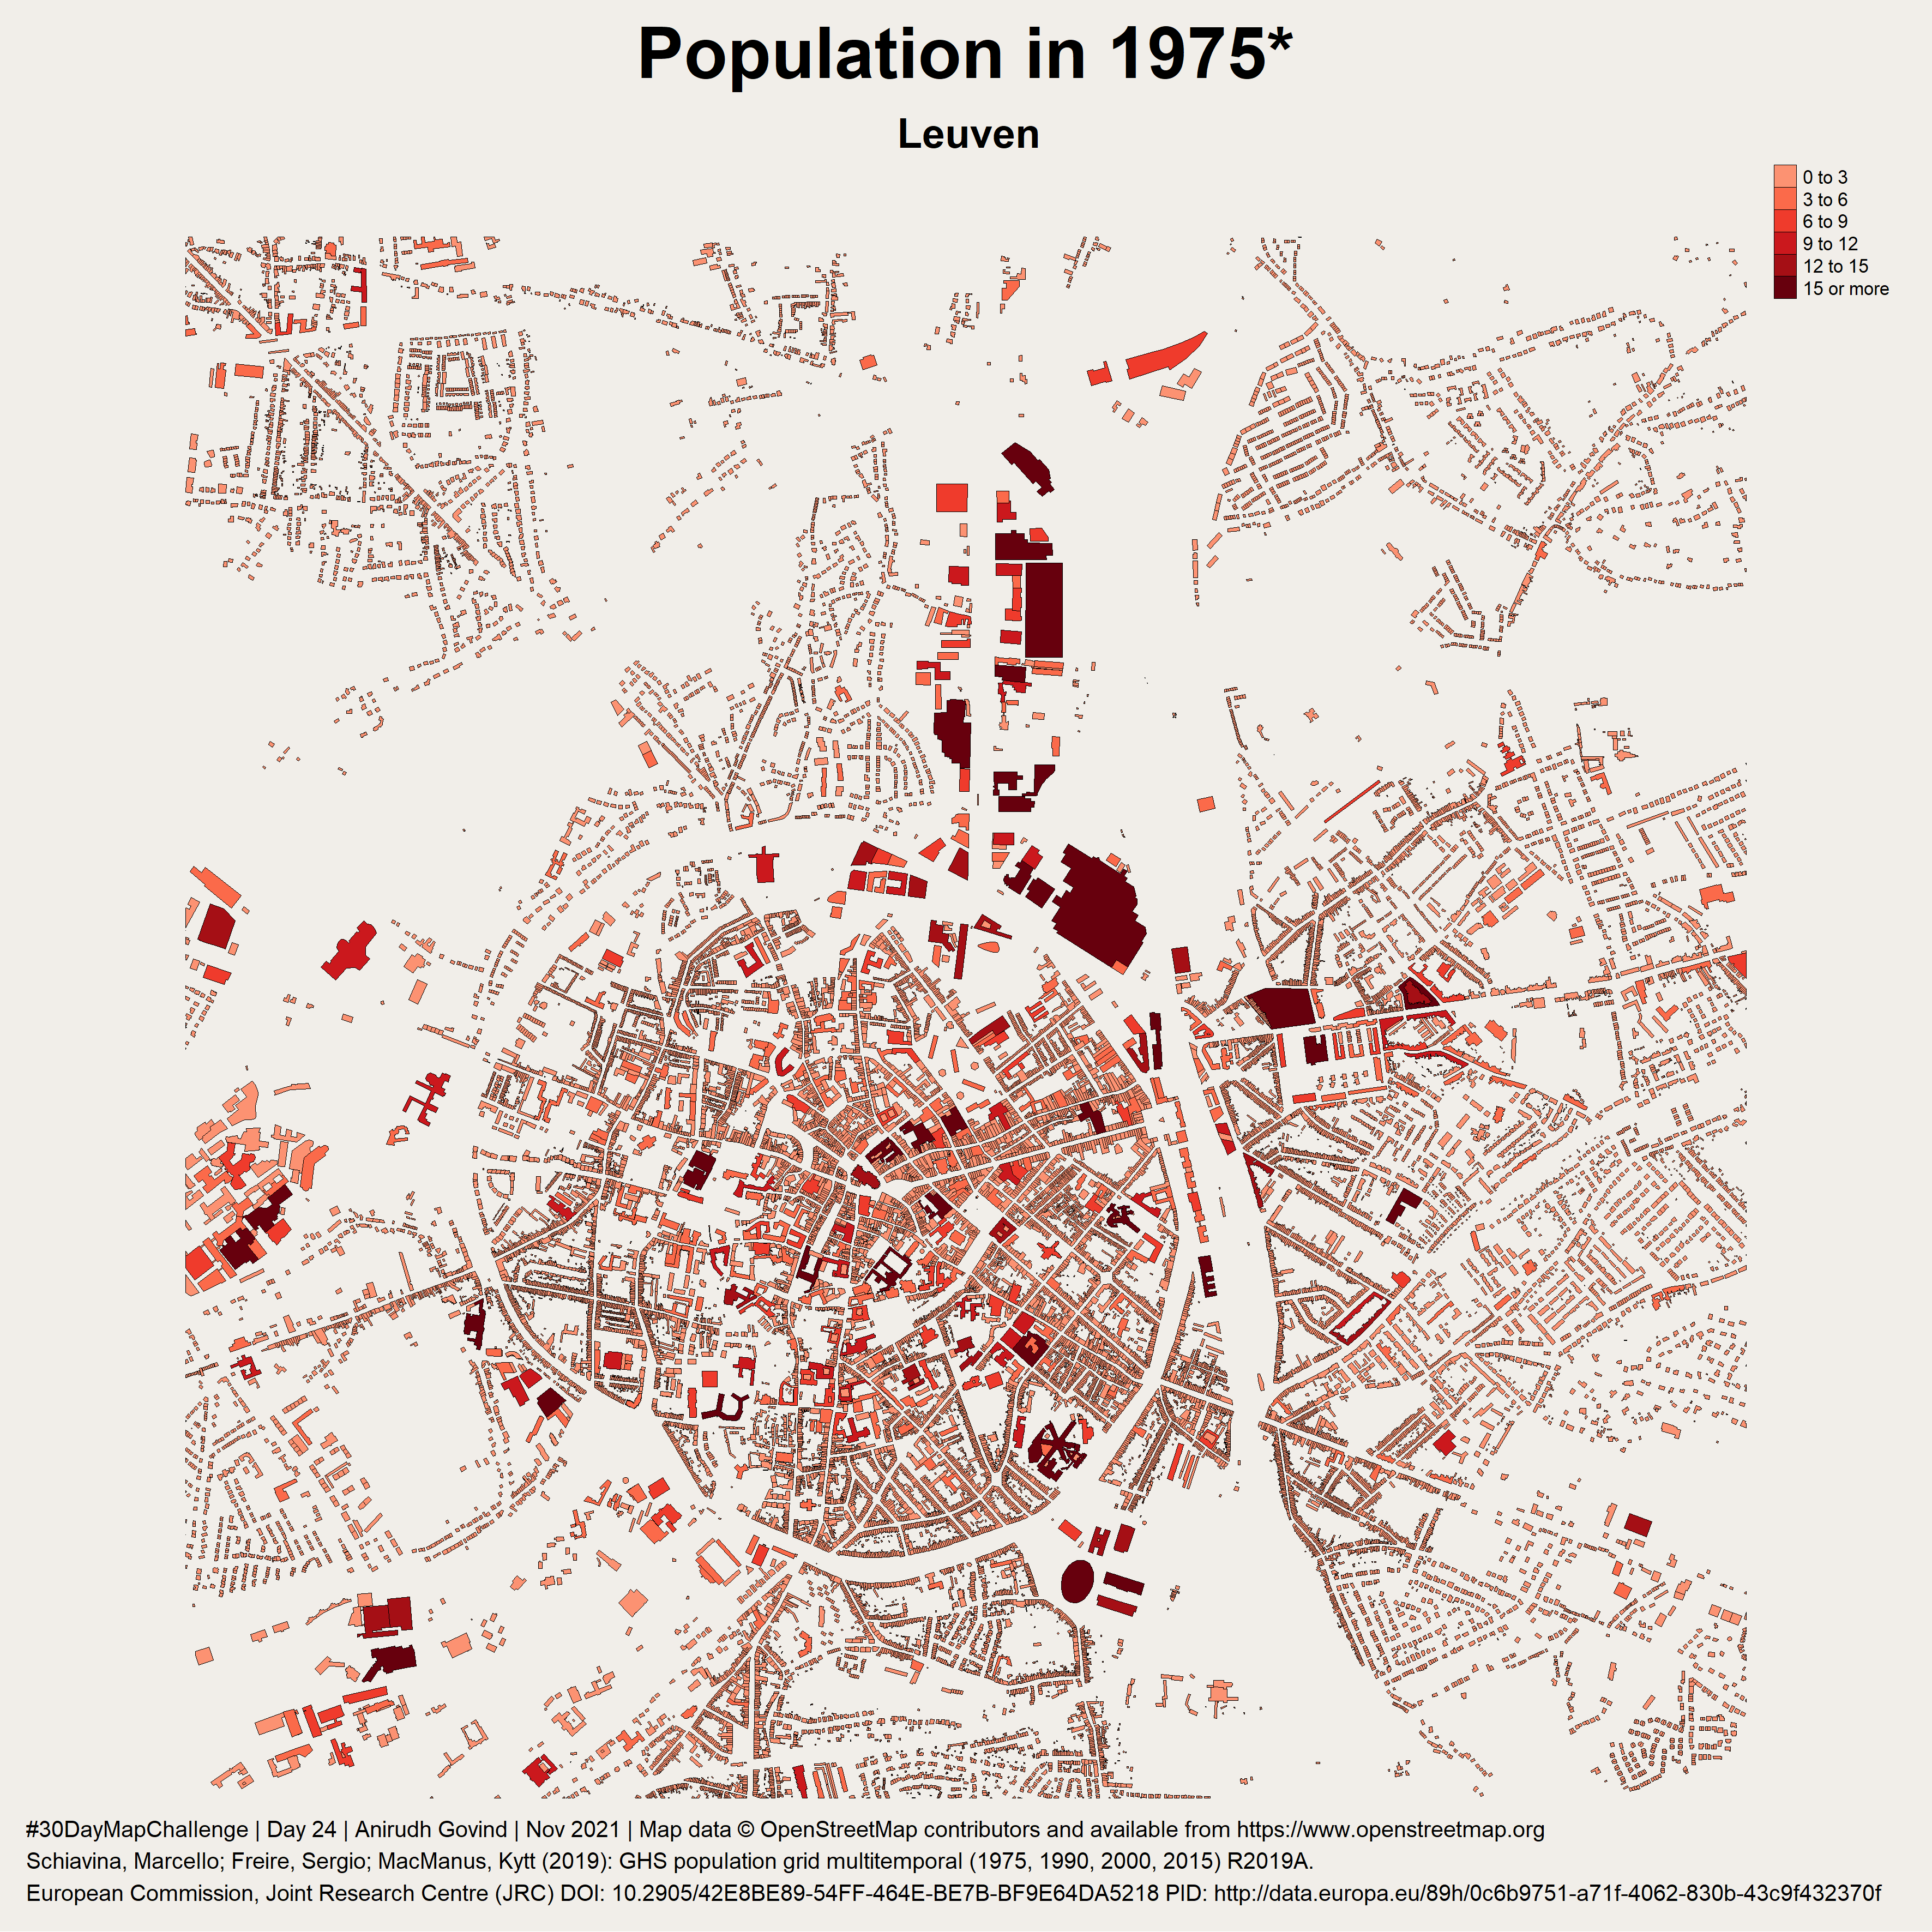 Population in 1975*
Leuven
0 to 3
3 to 6
6 to 9
9 to 12
12 to 15
15 or more
#30DayMapChallenge | Day 24 | Anirudh Govind | Nov 2021 | Map data © OpenStreetMap contributors and available from https://www.openstreetmap.org
Schiavina, Marcello; Freire, Sergio; MacManus, Kytt (2019): GHS population grid multitemporal (1975, 1990, 2000, 2015) R2019A.
European Commission, Joint Research Centre (JRC) DOI: 10.2905/42E8BE89-54FF-464E-BE7B-BF9E64DA5218 PID: http://data.europa.eu/89h/0c6b9751-a71f-4062-830b-43c9f432370f